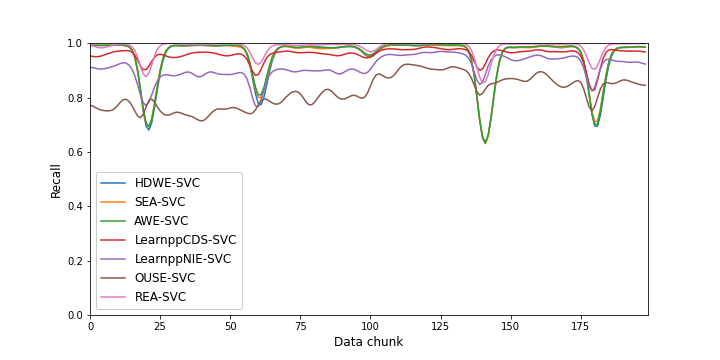 1.0
0.8
0.6
0.4
0.2
0.0
Recall
HDWE-SVC
SEA-SVC
AWE-SVC
LearnppCDS-SVC
LearnppNIE-SVC
OUSE-SVC
REA-SVC
0 25 50 75 100 125 150 175
Data chunk